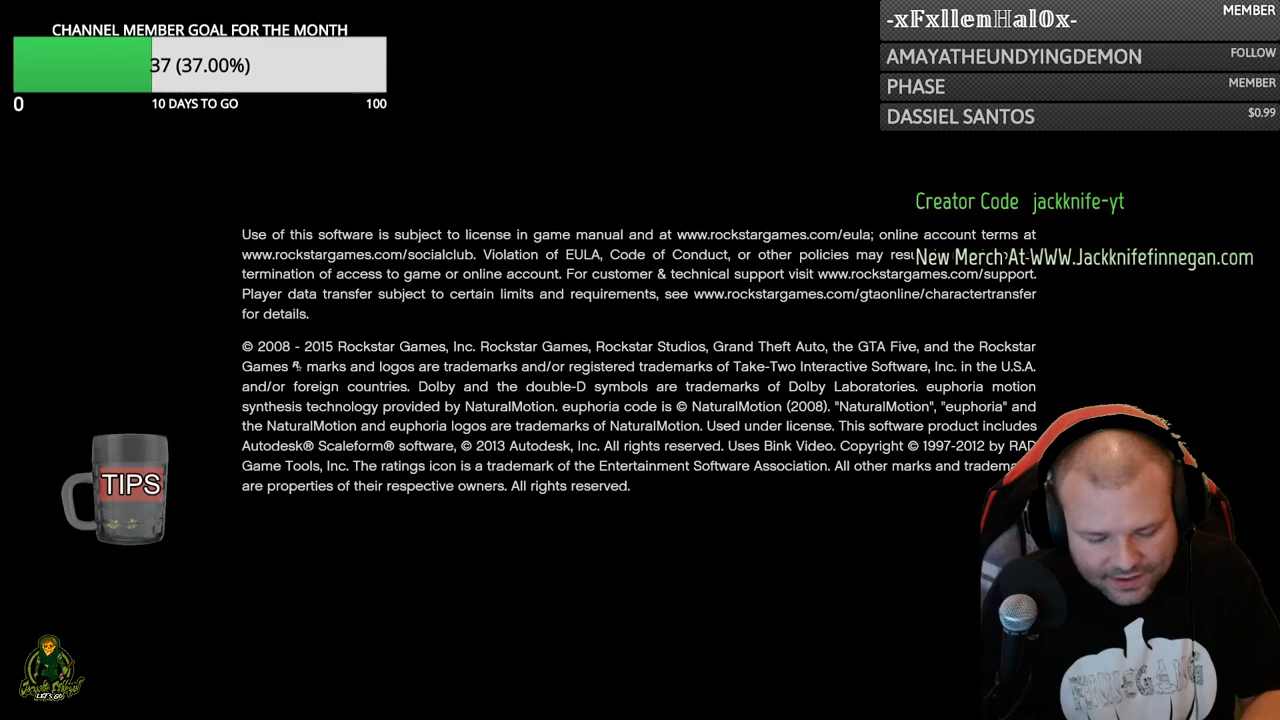 CHANNEL MEMBER GOAL FOR THE MONTH
37 (37.00%)
0
10 DAYS TO GO
100
-xFxllenℍal0x-
MEMBER
AMAYATHEUNDYINGDEMON
FOLLOW
PHASE
MEMBER
DASSIEL SANTOS
$0.99
Creator Code jackknife-yt
New Merch At WWW.Jackknifefinnegan.com
Use of this software is subject to license in game manual and at www.rockstargames.com/eula; online account terms at
www.rockstargames.com/socialclub. Violation of EULA, Code of Conduct, or other policies may
termination of access to game or online account. For customer & technical support visit www.rockstargames.com/support.
Player data transfer subject to certain limits and requirements, see www.rockstargames.com/gtaonline/charactertransfer
for details.
© 2008 - 2015 Rockstar Games, Inc. Rockstar Games, Rockstar Studios, Grand Theft Auto, the GTA Five, and the Rockstar
Games R* marks and logos are trademarks and/or registered trademarks of Take-Two Interactive Software, Inc. in the U.S.A.
and/or foreign countries. Dolby and the double-D symbols are trademarks of Dolby Laboratories. euphoria motion
synthesis technology provided by NaturalMotion. euphoria code is © NaturalMotion (2008). "NaturalMotion", "euphoria" and
the NaturalMotion and euphoria logos are trademarks of NaturalMotion. Used under license. This software product includes
Autodesk® Scaleform® software, © 2013 Autodesk, Inc. All rights reserved. Uses Bink Video. Copyright © 1997-2012 by RAD
Game Tools, Inc. The ratings icon is a trademark of the Entertainment Software Association. All other marks and
are properties of their respective owners. All rights reserved.
TIPS
LET'S GO
FINNEGANG